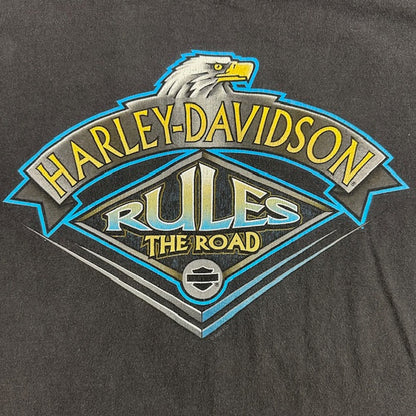 HARLEY-DAVIDSON
RULES
THE ROAD